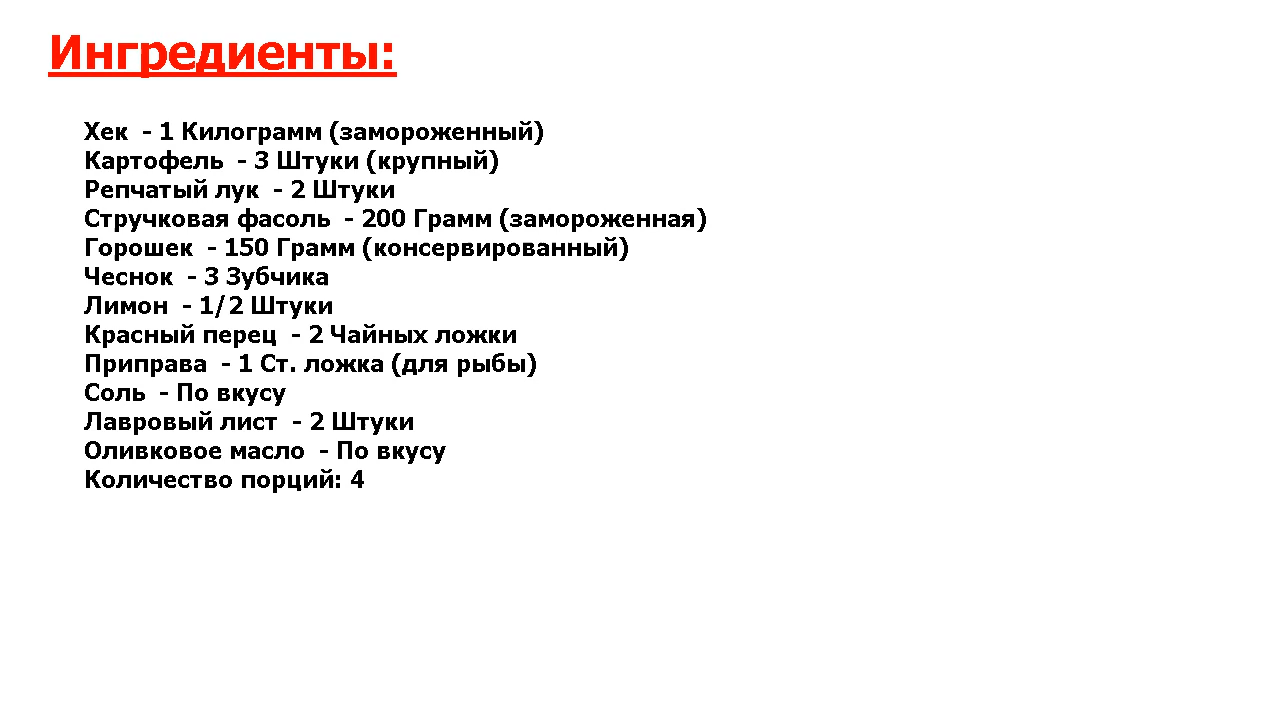 Ингредиенты:
Хек - 1 Килограмм (замороженный)
Картофель - 3 Штуки (крупный)
Репчатый лук - 2 Штуки
Стручковая фасоль - 200 Грамм (замороженная)
Горошек - 150 Грамм (консервированный)
Чеснок - 3 Зубчика
Лимон - 1/2 Штуки
Красный перец - 2 Чайных ложки
Приправа - 1 Ст. ложка (для рыбы)
Соль - По вкусу
Лавровый лист - 2 Штуки
Оливковое масло - По вкусу
Количество порций: 4